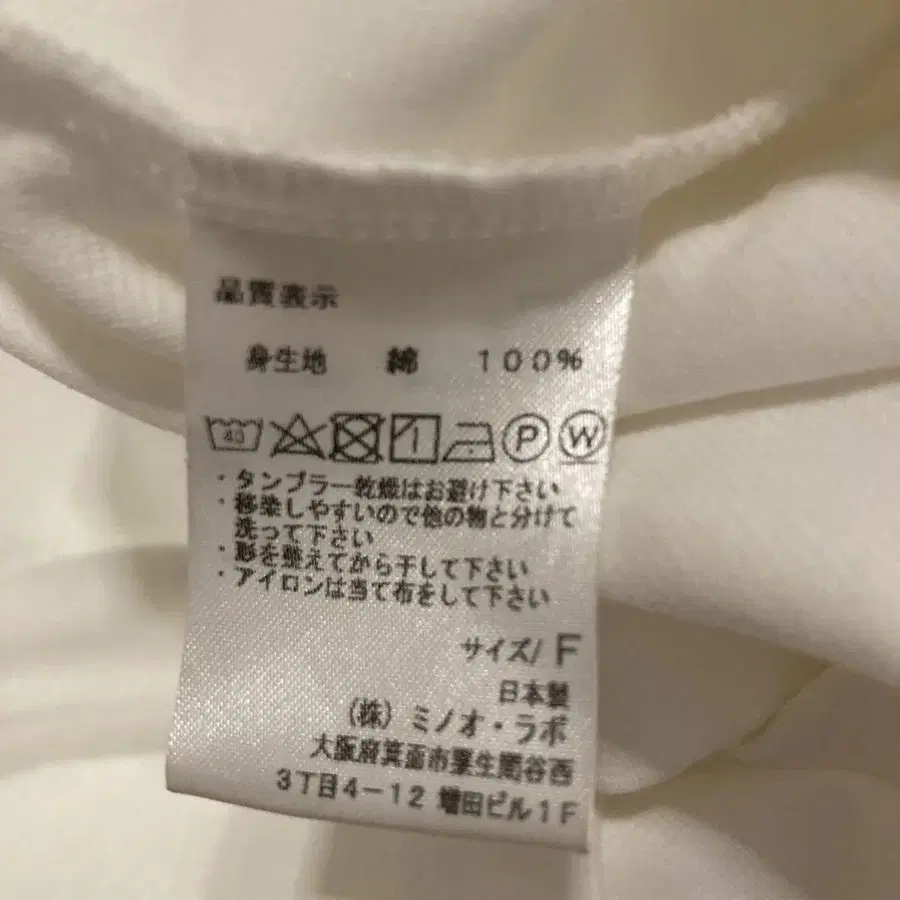 品質表示
身生地 綿 100%
40 P W
・タンブラー乾燥はお避け下さい
・移染しやすいので他の物と分けて
洗って下さい
・形を整えてから干して下さい
・アイロンは当て布をして下さい
サイズ/ F
日本製
(株) ミノオ・ラボ
大阪府箕面市粟生間谷西
3丁目4-12 増田ビル1F